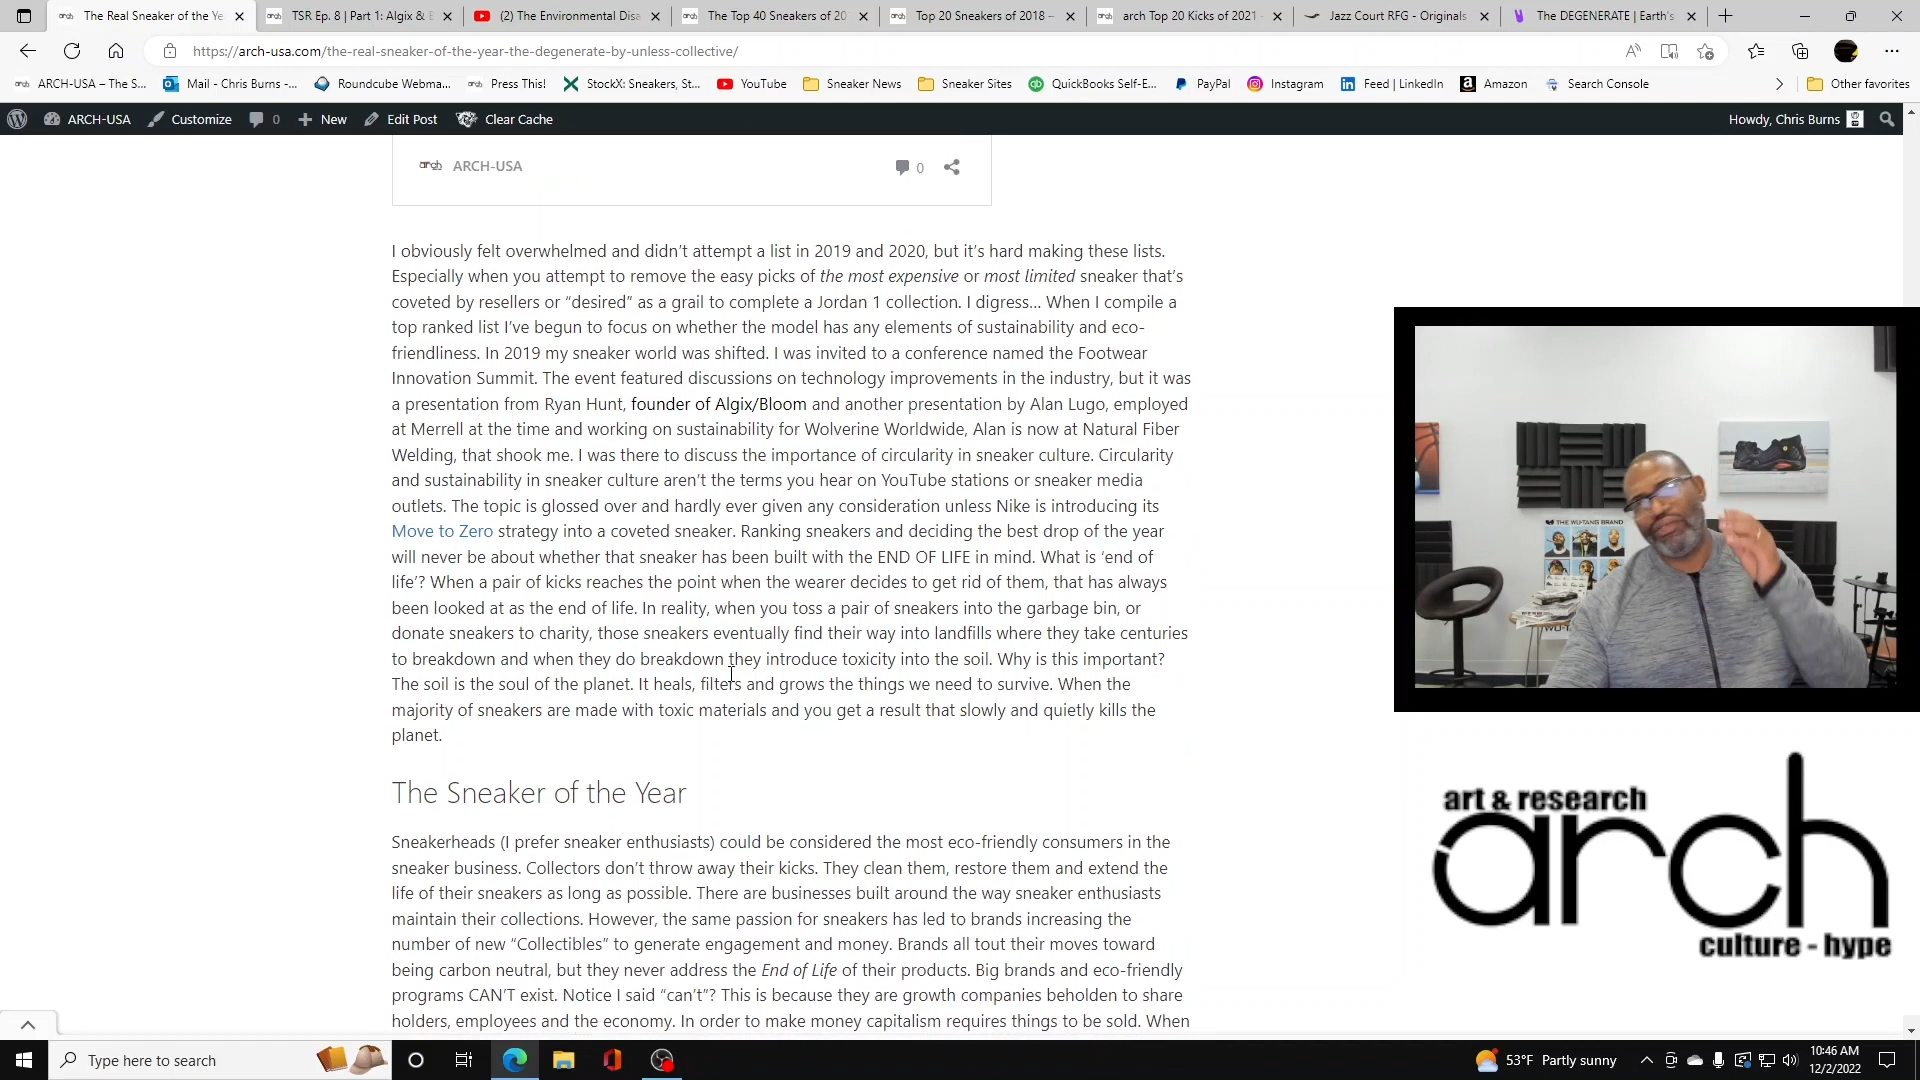 The Real Sneaker of the Ye
TSR Ep. 8 | Part 1: Algix & B
(2) The Environmental Disa
The Top 40 Sneakers of 20
Top 20 Sneakers of 2018 –
arch Top 20 Kicks of 2021 -
Jazz Court RFG - Originals
The DEGENERATE | Earth's
https://arch-usa.com/the-real-sneaker-of-the-year-the-degenerate-by-unless-collective/
ARCH-USA – The S...
Mail - Chris Burns -...
Roundcube Webma...
Press This!
StockX: Sneakers, St...
YouTube
Sneaker News
Sneaker Sites
QuickBooks Self-E...
PayPal
Instagram
Feed | LinkedIn
Amazon
Search Console
Other favorites
ARCH-USA
Customize
0
New
Edit Post
Clear Cache
Howdy, Chris Burns
arch ARCH-USA
0
I obviously felt overwhelmed and didn't attempt a list in 2019 and 2020, but it's hard making these lists.
Especially when you attempt to remove the easy picks of the most expensive or most limited sneaker that's
coveted by resellers or “desired” as a grail to complete a Jordan 1 collection. I digress… When I compile a
top ranked list I've begun to focus on whether the model has any elements of sustainability and eco-
friendliness. In 2019 my sneaker world was shifted. I was invited to a conference named the Footwear
Innovation Summit. The event featured discussions on technology improvements in the industry, but it was
a presentation from Ryan Hunt, founder of Algix/Bloom and another presentation by Alan Lugo, employed
at Merrell at the time and working on sustainability for Wolverine Worldwide, Alan is now at Natural Fiber
Welding, that shook me. I was there to discuss the importance of circularity in sneaker culture. Circularity
and sustainability in sneaker culture aren't the terms you hear on YouTube stations or sneaker media
outlets. The topic is glossed over and hardly ever given any consideration unless Nike is introducing its
Move to Zero strategy into a coveted sneaker. Ranking sneakers and deciding the best drop of the year
will never be about whether that sneaker has been built with the END OF LIFE in mind. What is ‘end of
life’? When a pair of kicks reaches the point when the wearer decides to get rid of them, that has always
been looked at as the end of life. In reality, when you toss a pair of sneakers into the garbage bin, or
donate sneakers to charity, those sneakers eventually find their way into landfills where they take centuries
to breakdown and when they do breakdown they introduce toxicity into the soil. Why is this important?
The soil is the soul of the planet. It heals, filters and grows the things we need to survive. When the
majority of sneakers are made with toxic materials and you get a result that slowly and quietly kills the
planet.
The Sneaker of the Year
Sneakerheads (I prefer sneaker enthusiasts) could be considered the most eco-friendly consumers in the
sneaker business. Collectors don't throw away their kicks. They clean them, restore them and extend the
life of their sneakers as long as possible. There are businesses built around the way sneaker enthusiasts
maintain their collections. However, the same passion for sneakers has led to brands increasing the
number of new “Collectibles” to generate engagement and money. Brands all tout their moves toward
being carbon neutral, but they never address the End of Life of their products. Big brands and eco-friendly
programs CAN'T exist. Notice I said “can't”? This is because they are growth companies beholden to share
holders, employees and the economy. In order to make money capitalism requires things to be sold. When
THE WU-TANG BRAND
art & research
arch
culture - hype
Type here to search
53°F Partly sunny
10:46 AM
12/2/2022